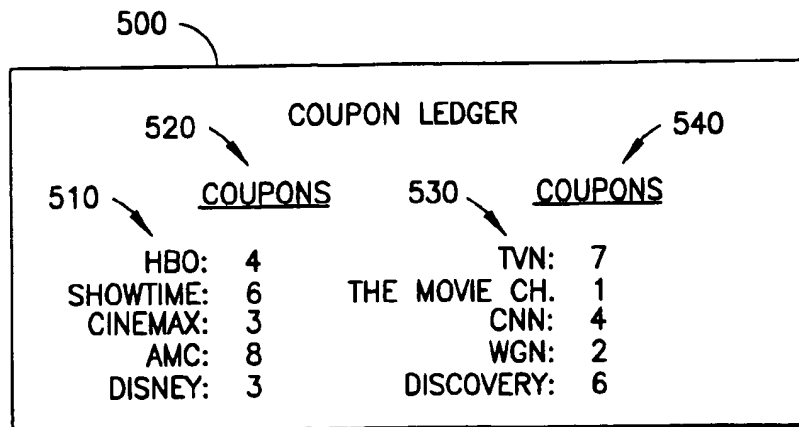 500
COUPON LEDGER
520 540
COUPONS COUPONS
510 530
HBO: 4 TVN: 7
SHOWTIME: 6 THE MOVIE CH. 1
CINEMAX: 3 CNN: 4
AMC: 8 WGN: 2
DISNEY: 3 DISCOVERY: 6